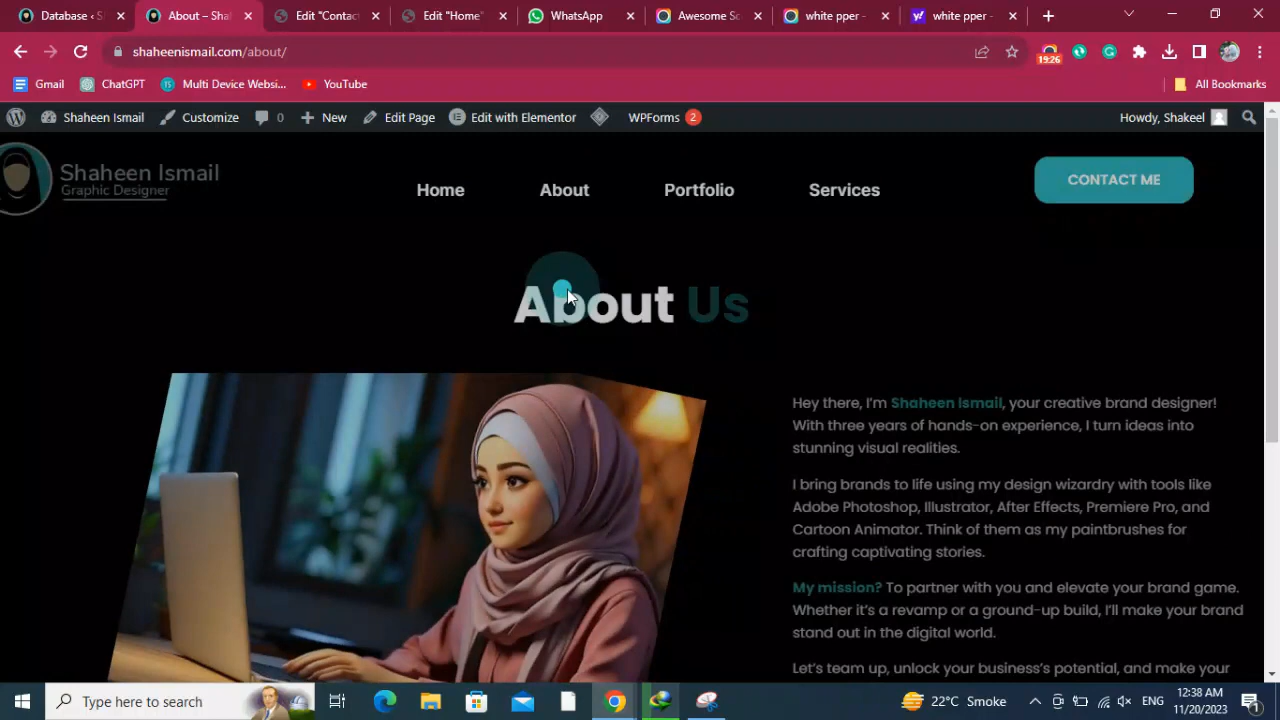 Database ‹ S
About – Sha
Edit "Contac
Edit "Home"
WhatsApp
Awesome Sc
white pper -
white pper -
shaheenismail.com/about/
19:26
Gmail
ChatGPT
Multi Device Websi...
YouTube
All Bookmarks
Shaheen Ismail
Customize
0
New
Edit Page
Edit with Elementor
WPForms
2
Howdy, Shakeel
Shaheen Ismail
Graphic Designer
Home
About
Portfolio
Services
CONTACT ME
About Us
Hey there, I'm Shaheen Ismail, your creative brand designer!
With three years of hands-on experience, I turn ideas into
stunning visual realities.
I bring brands to life using my design wizardry with tools like
Adobe Photoshop, Illustrator, After Effects, Premiere Pro, and
Cartoon Animator. Think of them as my paintbrushes for
crafting captivating stories.
My mission? To partner with you and elevate your brand game.
Whether it's a revamp or a ground-up build, I'll make your brand
stand out in the digital world.
Let's team up, unlock your business's potential, and make your
Type here to search
22°C Smoke
ENG
12:38 AM
11/20/2023
1